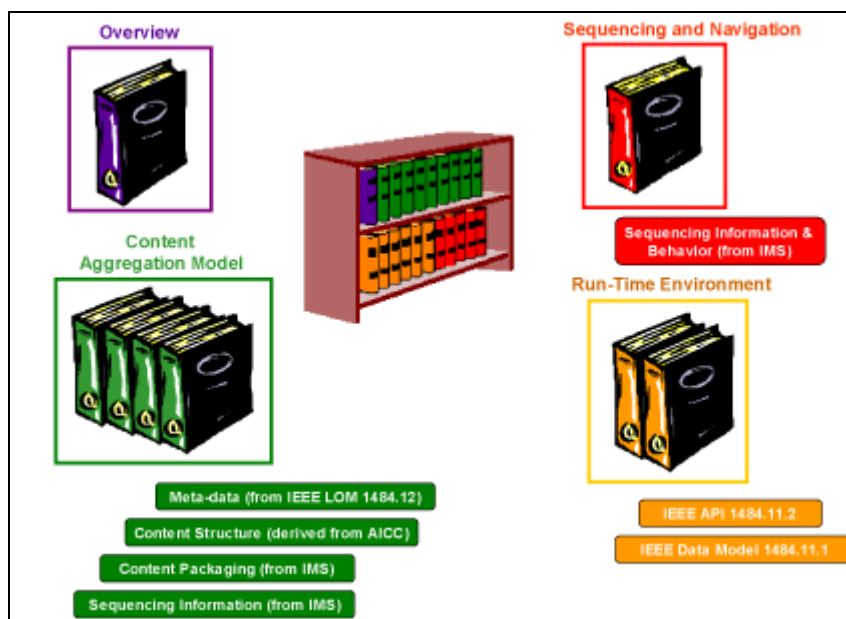 Overview
Sequencing and Navigation
Sequencing Information &
Behavior (from IMS)
Content
Aggregation Model
Run-Time Environment
Meta-data (from IEEE LOM 1484.12)
Content Structure (derived from AICC)
Content Packaging (from IMS)
Sequencing Information (from IMS)
IEEE API 1484.11.2
IEEE Data Model 1484.11.1